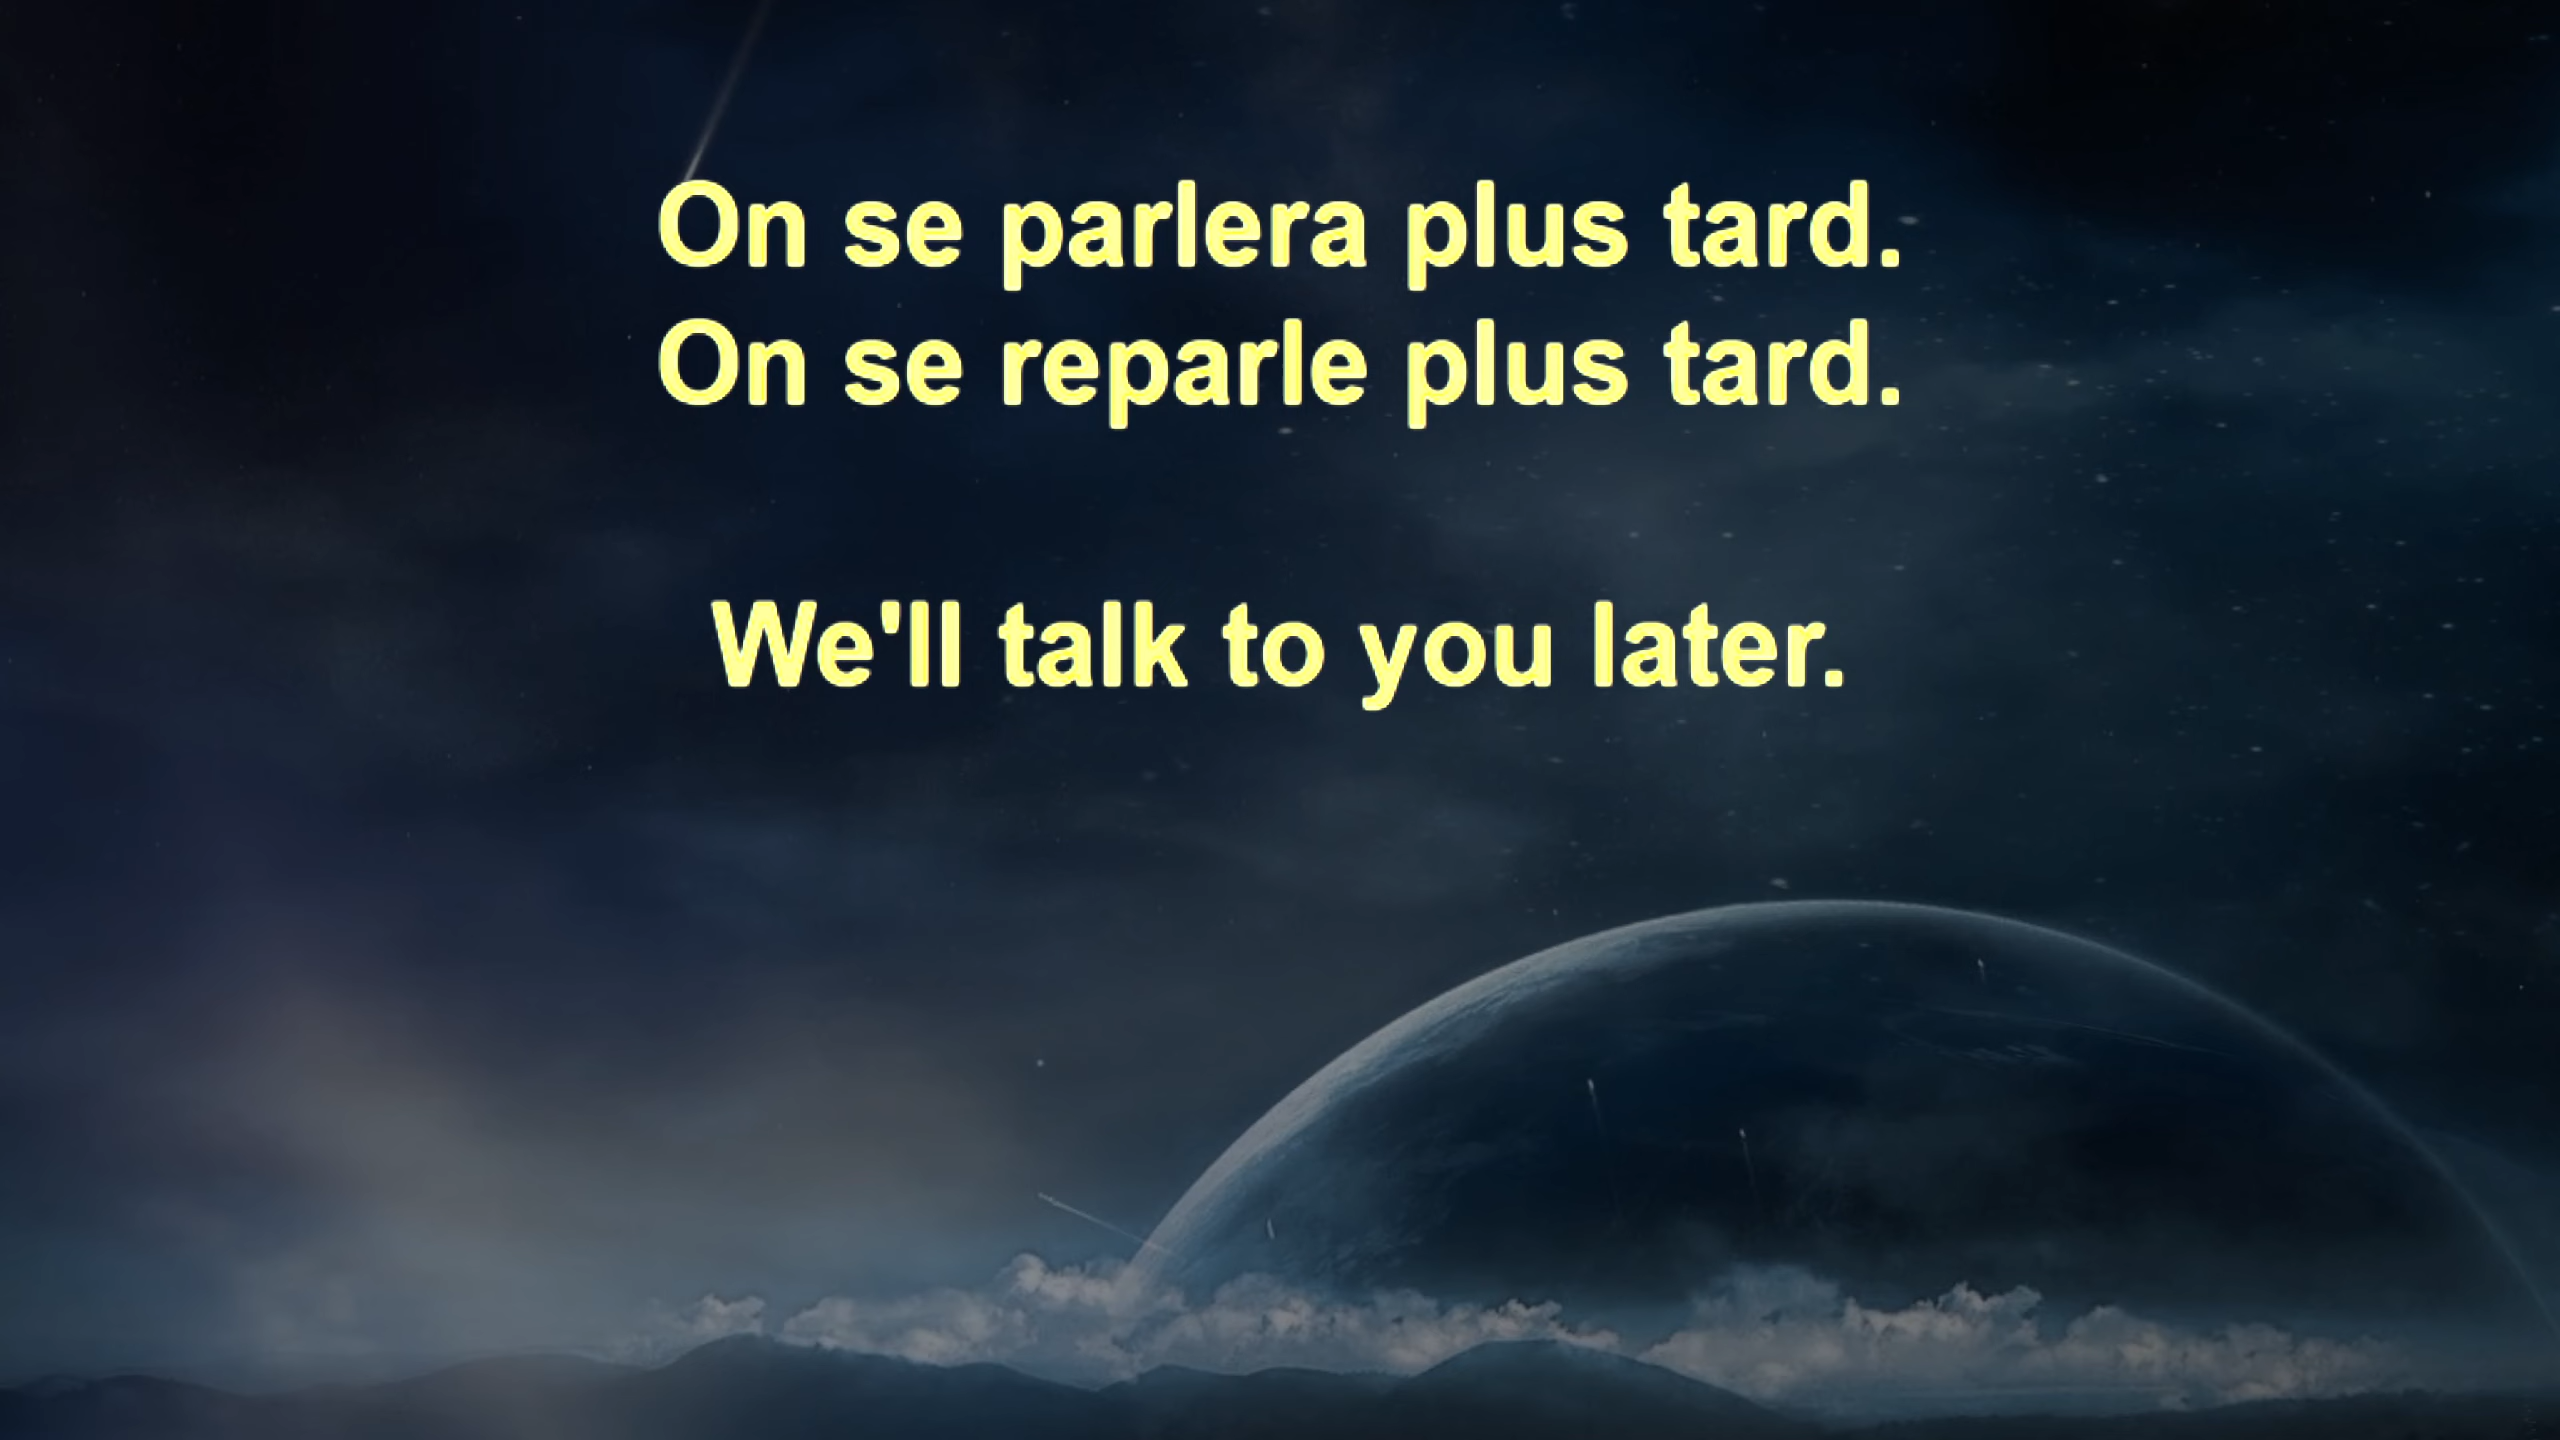 On se parlera plus tard.
On se reparle plus tard.
We'll talk to you later.